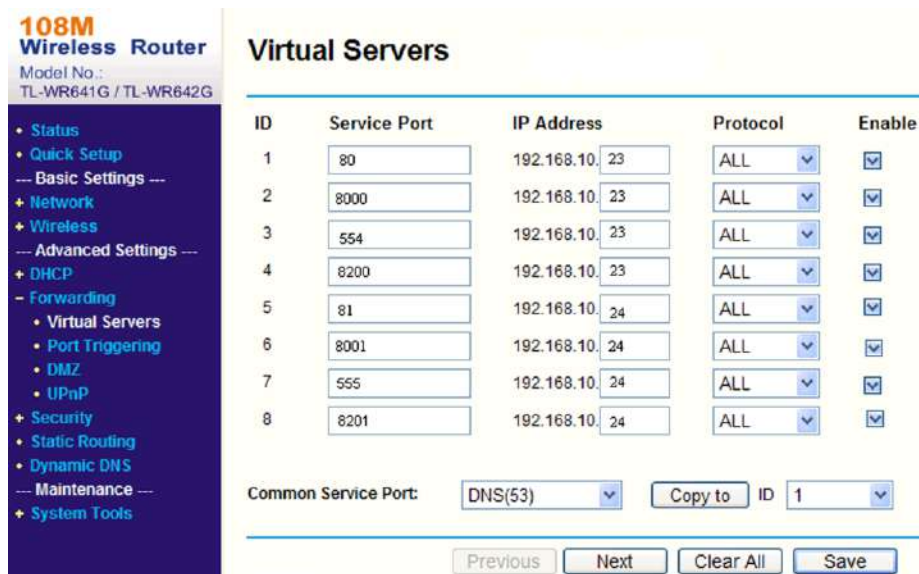 108M
Wireless Router
Model No.:
TL-WR641G / TL-WR642G
• Status
• Quick Setup
--- Basic Settings ---
+ Network
+ Wireless
--- Advanced Settings ---
+ DHCP
– Forwarding
• Virtual Servers
• Port Triggering
• DMZ
• UPnP
+ Security
• Static Routing
• Dynamic DNS
--- Maintenance ---
+ System Tools
Virtual Servers
ID Service Port IP Address Protocol Enable
1 80 192.168.10. 23 ALL
2 8000 192.168.10. 23 ALL
3 554 192.168.10. 23 ALL
4 8200 192.168.10. 23 ALL
5 81 192.168.10. 24 ALL
6 8001 192.168.10. 24 ALL
7 555 192.168.10. 24 ALL
8 8201 192.168.10. 24 ALL
Common Service Port: DNS(53) Copy to ID 1
Previous Next Clear All Save